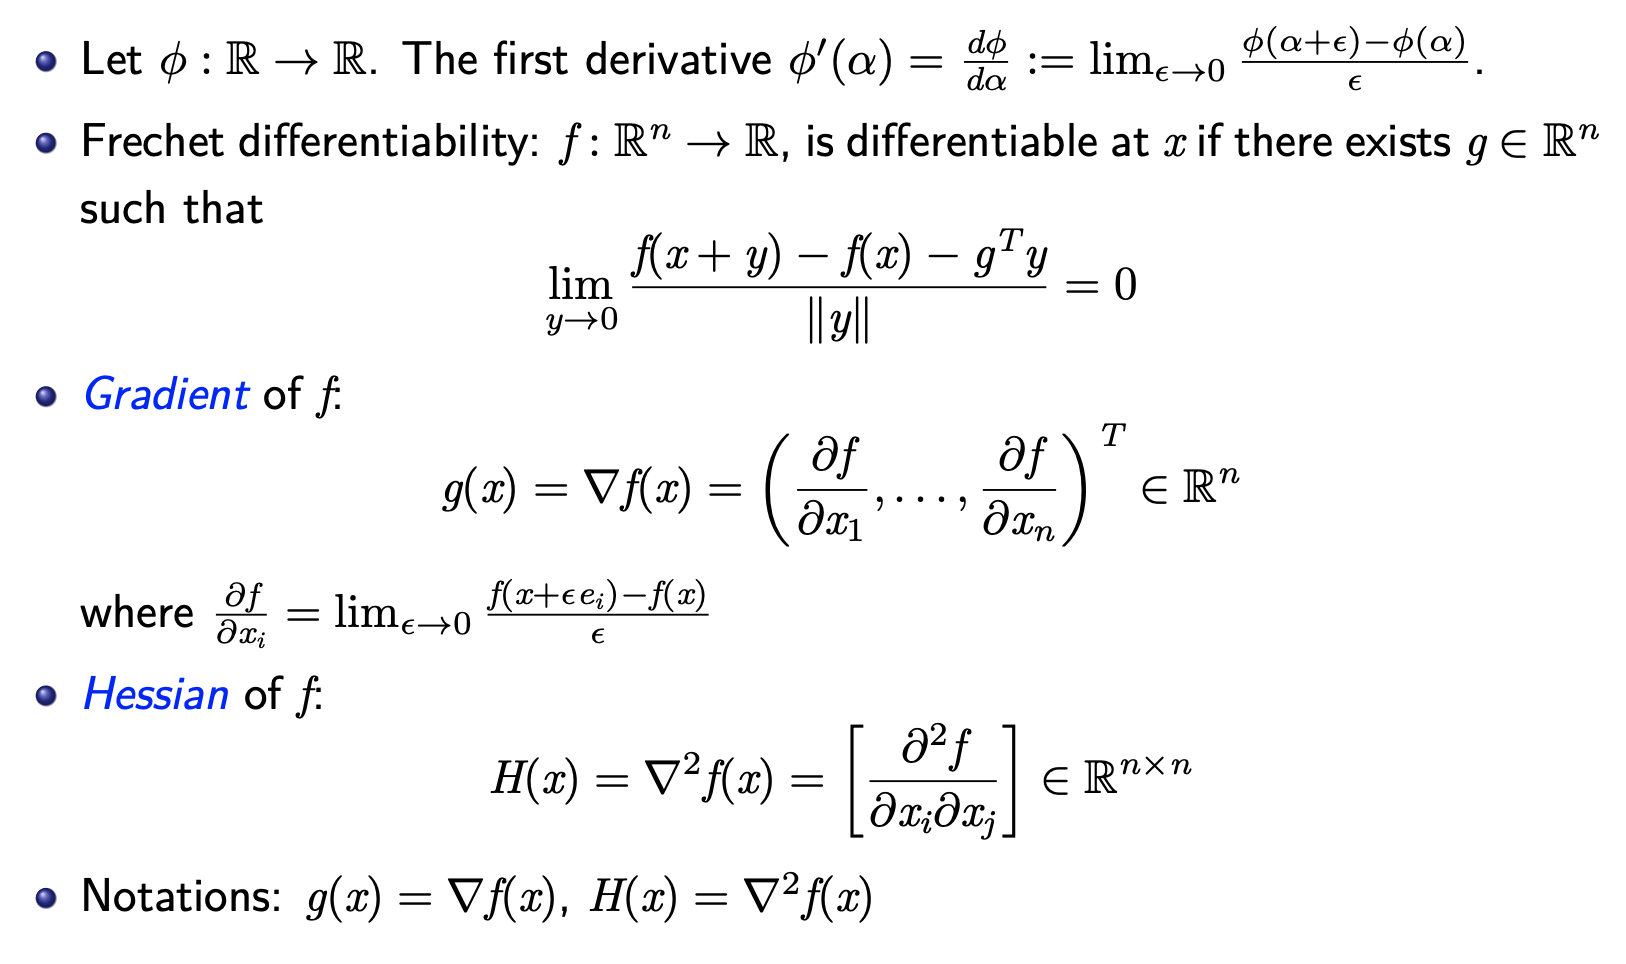 • Let $\phi : \mathbb{R} \to \mathbb{R}$. The first derivative $\phi'(\alpha) = \frac{d\phi}{d\alpha} := \lim_{\epsilon \to 0} \frac{\phi(\alpha+\epsilon)-\phi(\alpha)}{\epsilon}$.
• Frechet differentiability: $f : \mathbb{R}^n \to \mathbb{R}$, is differentiable at $x$ if there exists $g \in \mathbb{R}^n$
such that
$\lim_{y \to 0} \frac{f(x+y) - f(x) - g^T y}{\|y\|} = 0$
• Gradient of $f$:
$g(x) = \nabla f(x) = \left( \frac{\partial f}{\partial x_1}, \ldots, \frac{\partial f}{\partial x_n} \right)^T \in \mathbb{R}^n$
where $\frac{\partial f}{\partial x_i} = \lim_{\epsilon \to 0} \frac{f(x+\epsilon e_i)-f(x)}{\epsilon}$
• Hessian of $f$:
$H(x) = \nabla^2 f(x) = \left[ \frac{\partial^2 f}{\partial x_i \partial x_j} \right] \in \mathbb{R}^{n \times n}$
• Notations: $g(x) = \nabla f(x)$, $H(x) = \nabla^2 f(x)$